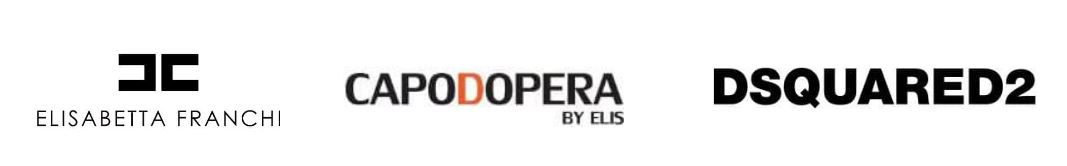 ELISABETTA FRANCHI
CAPODOPERA
BY ELIS
DSQUARED2